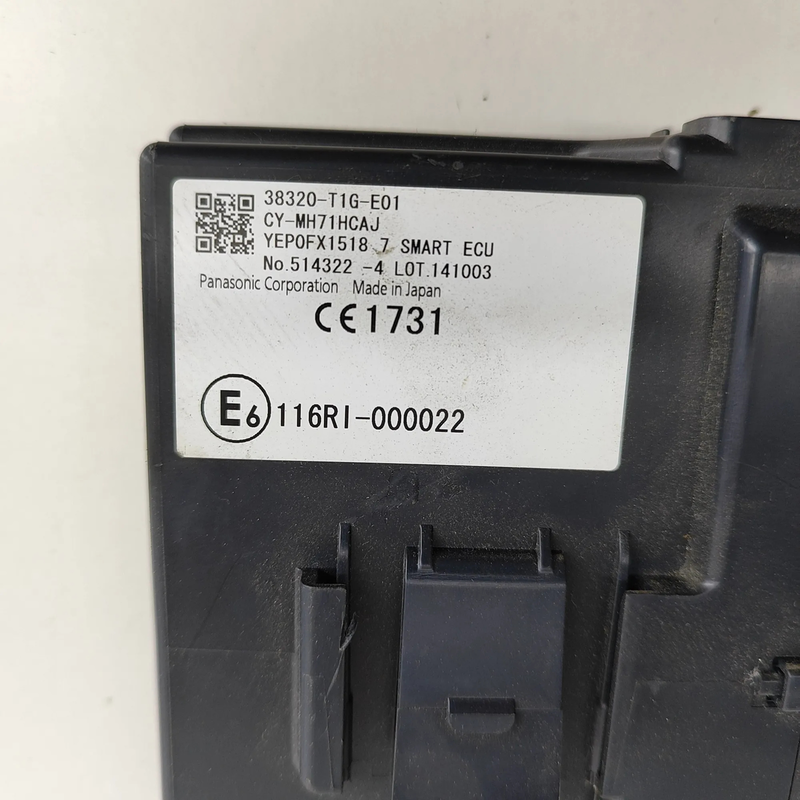 38320-T1G-E01
CY-MH71HCAJ
YEP0FX1518 7 SMART ECU
No.514322 -4 LOT.141003
Panasonic Corporation Made in Japan
CE1731
E6 116RI-000022